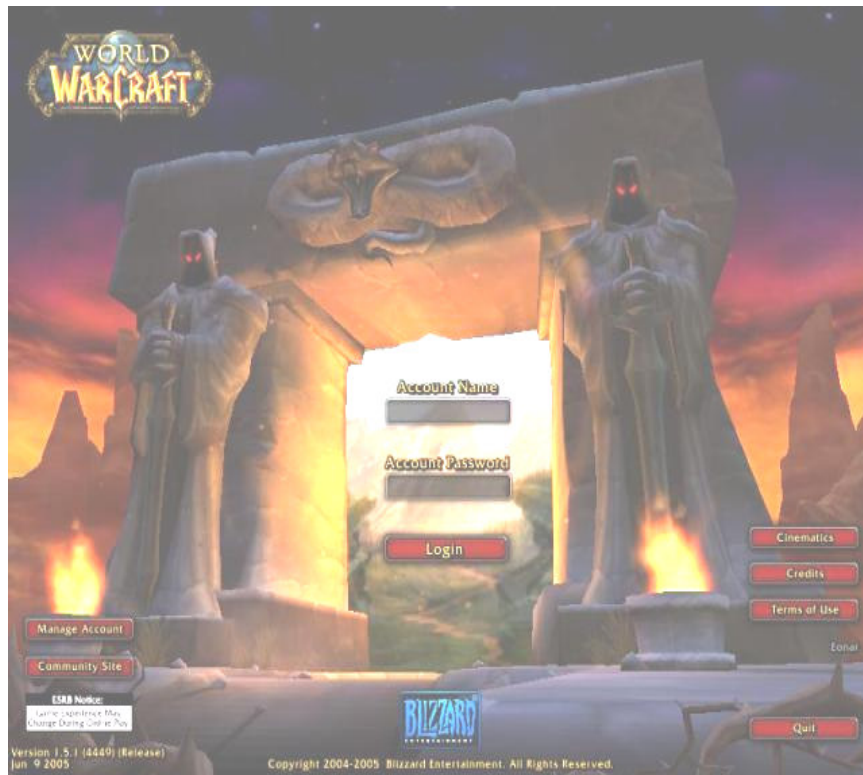 WORLD
WARCRAFT
Account Name
Account Password
Login
Cinematics
Credits
Terms of Use
Manage Account
Community Site
Eonar
ESRB Notice:
Game Experience May
Change During Online Play
BLIZZARD
ENTERTAINMENT
Quit
Version 1.5.1 (4449) (Release)
Jun 9 2005
Copyright 2004-2005 Blizzard Entertainment. All Rights Reserved.